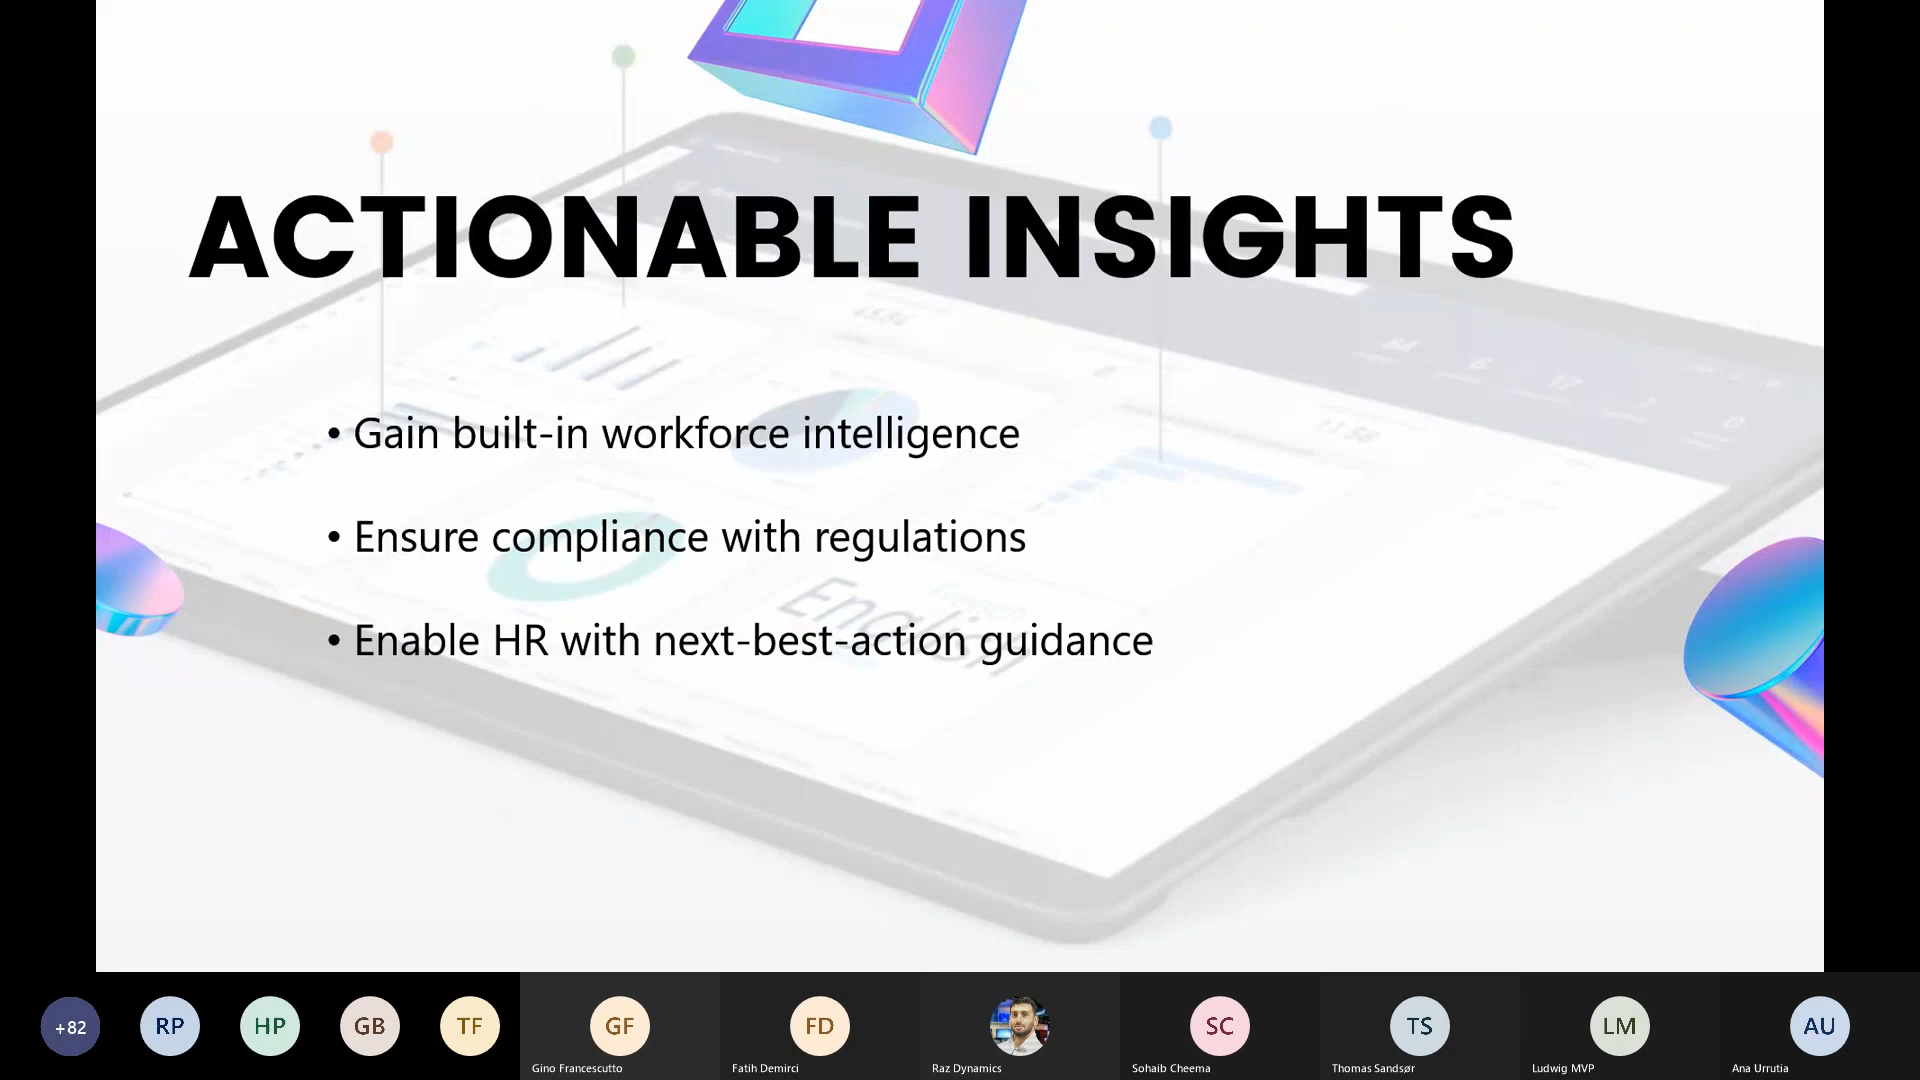 ACTIONABLE INSIGHTS
• Gain built-in workforce intelligence
• Ensure compliance with regulations
English
• Enable HR with next-best-action guidance
+82
RP
HP
GB
TF
GF
FD
SC
TS
LM
AU
Gino Francescutto
Fatih Demirci
Raz Dynamics
Sohaib Cheema
Thomas Sandsør
Ludwig MVP
Ana Urrutia